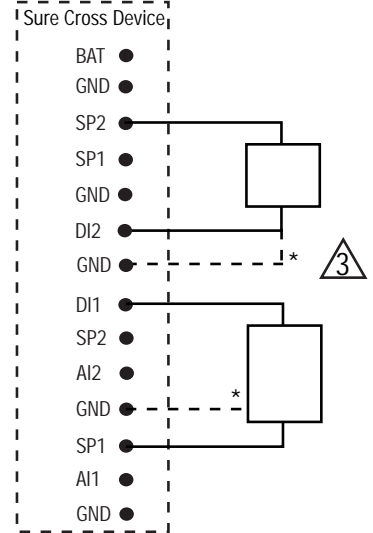 Sure Cross Device
BAT
GND
SP2
SP1
GND
DI2
GND
*
3
DI1
SP2
AI2
*
GND
SP1
AI1
GND